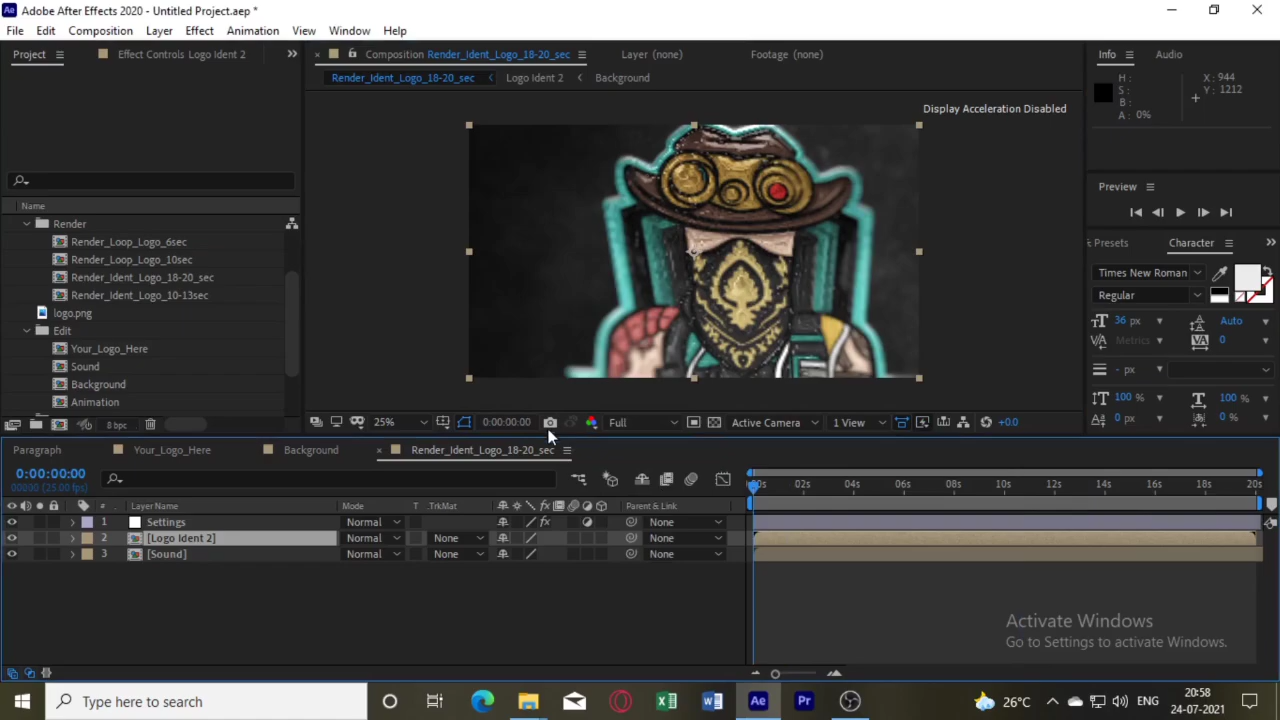 Adobe After Effects 2020 - Untitled Project.aep *
File Edit Composition Layer Effect Animation View Window Help
Project Effect Controls Logo Ident 2 Composition Render_Ident_Logo_18-20_sec Layer (none) Footage (none) Info Audio
Render_Ident_Logo_18-20_sec Logo Ident 2 Background
H: X: 944
S: Y: 1212
B:
A: 0%
Display Acceleration Disabled
Preview
Name
Render
Render_Loop_Logo_6sec
Render_Loop_Logo_10sec
Render_Ident_Logo_18-20_sec
Render_Ident_Logo_10-13sec
logo.png
Edit
Your_Logo_Here
Sound
Background
Animation
Presets Character
Times New Roman
Regular
36 px Auto
Metrics 0
- px
100 % 100 %
0 px 0 %
8 bpc 25% 0:00:00:00 Full Active Camera 1 View +0.0
Paragraph Your_Logo_Here Background Render_Ident_Logo_18-20_sec
0:00:00:00
00000 (25.00 fps)
00s 02s 04s 06s 08s 10s 12s 14s 16s 18s 20s
# Layer Name Mode T .TrkMat Parent & Link
1 Settings Normal None
2 [Logo Ident 2] Normal None None
3 [Sound] Normal None None
Activate Windows
Go to Settings to activate Windows.
Type here to search 26°C ENG 20:58
24-07-2021